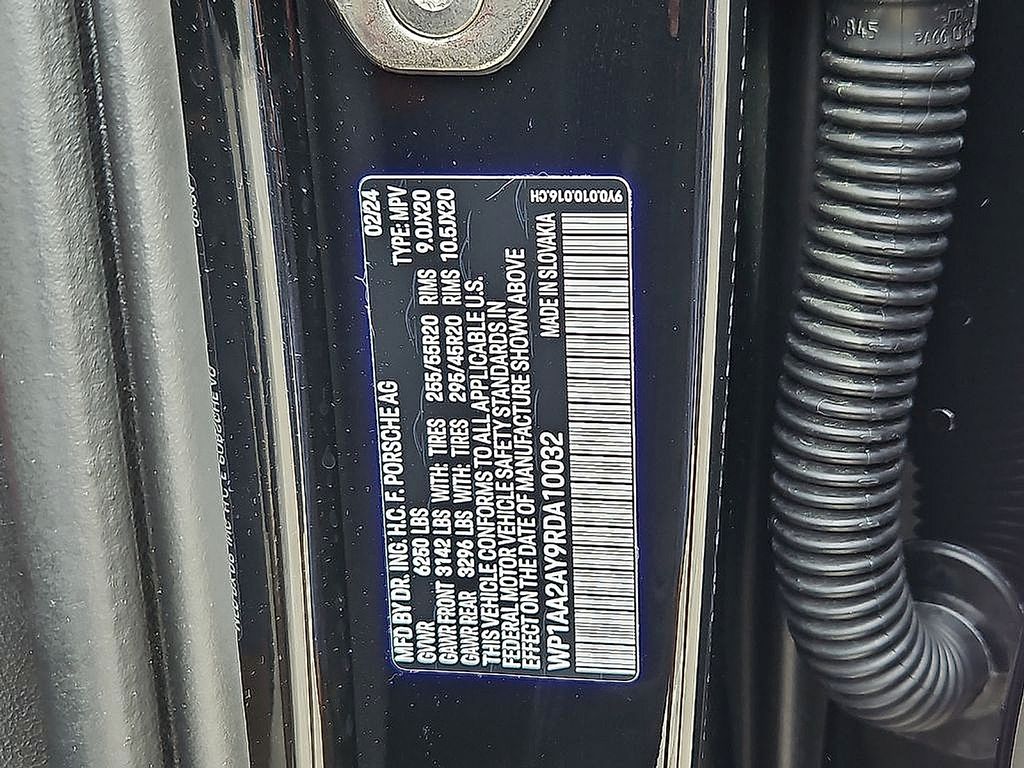 MFD BY DR. ING. H.C. F. PORSCHE AG 02/24
GVWR 6250 LBS TYPE: MPV
GAWR FRONT 3142 LBS WITH: TIRES 265/55R20 RIMS 9.0JX20
GAWR REAR 3296 LBS WITH: TIRES 295/45R20 RIMS 10.5JX20
THIS VEHICLE CONFORMS TO ALL APPLICABLE U.S.
FEDERAL MOTOR VEHICLE SAFETY STANDARDS IN
EFFECT ON THE DATE OF MANUFACTURE SHOWN ABOVE
WP1AA2AY9RDA10032 MADE IN SLOVAKIA
9Y0.010.016.CH
845